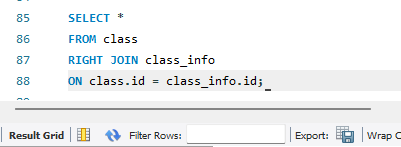 85 SELECT *
86 FROM class
87 RIGHT JOIN class_info
88 ON class.id = class_info.id;
Result Grid Filter Rows: Export: Wrap C